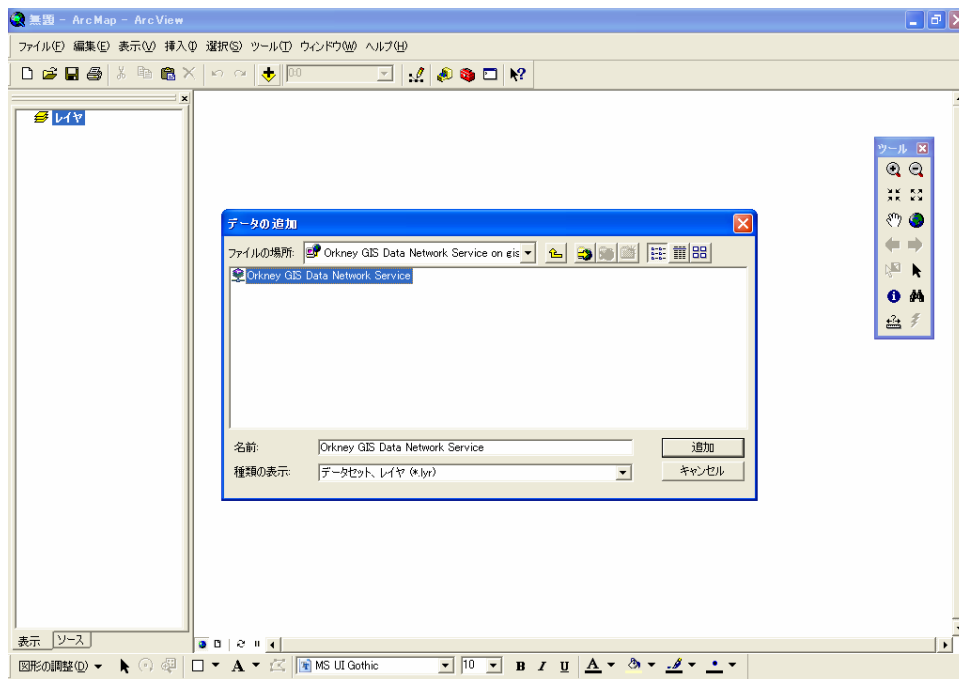 無題 - ArcMap - ArcView
ファイル(F) 編集(E) 表示(V) 挿入(I) 選択(S) ツール(T) ウィンドウ(W) ヘルプ(H)
レイヤ
ツール
データの追加
ファイルの場所: Orkney GIS Data Network Service on gis
Orkney GIS Data Network Service
名前: Orkney GIS Data Network Service 追加
種類の表示: データセット、レイヤ (*.lyr) キャンセル
表示 ソース
図形の調整(D) A MS UI Gothic 10 B I U A